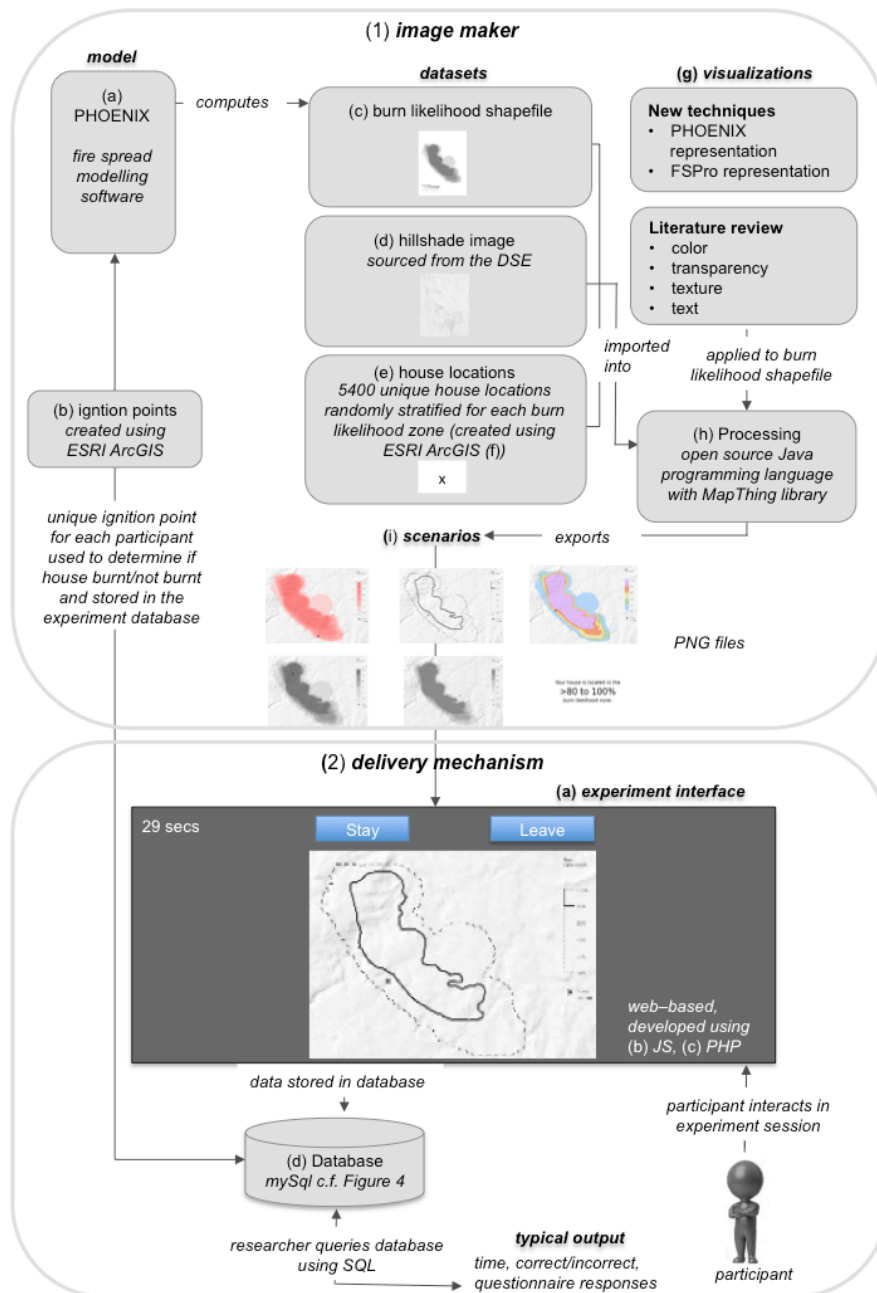 (1) image maker
model
(a)
PHOENIX
fire spread
modelling
software
computes
datasets
(c) burn likelihood shapefile
(d) hillshade image
sourced from the DSE
(e) house locations
5400 unique house locations
randomly stratified for each burn
likelihood zone (created using
ESRI ArcGIS (f))
x
(g) visualizations
New techniques
• PHOENIX
representation
• FSPro representation
Literature review
• color
• transparency
• texture
• text
imported
into
applied to burn
likelihood shapefile
(h) Processing
open source Java
programming language
with MapThing library
(b) igntion points
created using
ESRI ArcGIS
unique ignition point
for each participant
used to determine if
house burnt/not burnt
and stored in the
experiment database
(i) scenarios
exports
PNG files
Your house is located in the
>80 to 100%
burn likelihood zone.
(2) delivery mechanism
(a) experiment interface
29 secs
Stay
Leave
web–based,
developed using
(b) JS, (c) PHP
data stored in database
(d) Database
mySql c.f. Figure 4
participant interacts in
experiment session
researcher queries database
using SQL
typical output
time, correct/incorrect,
questionnaire responses
participant